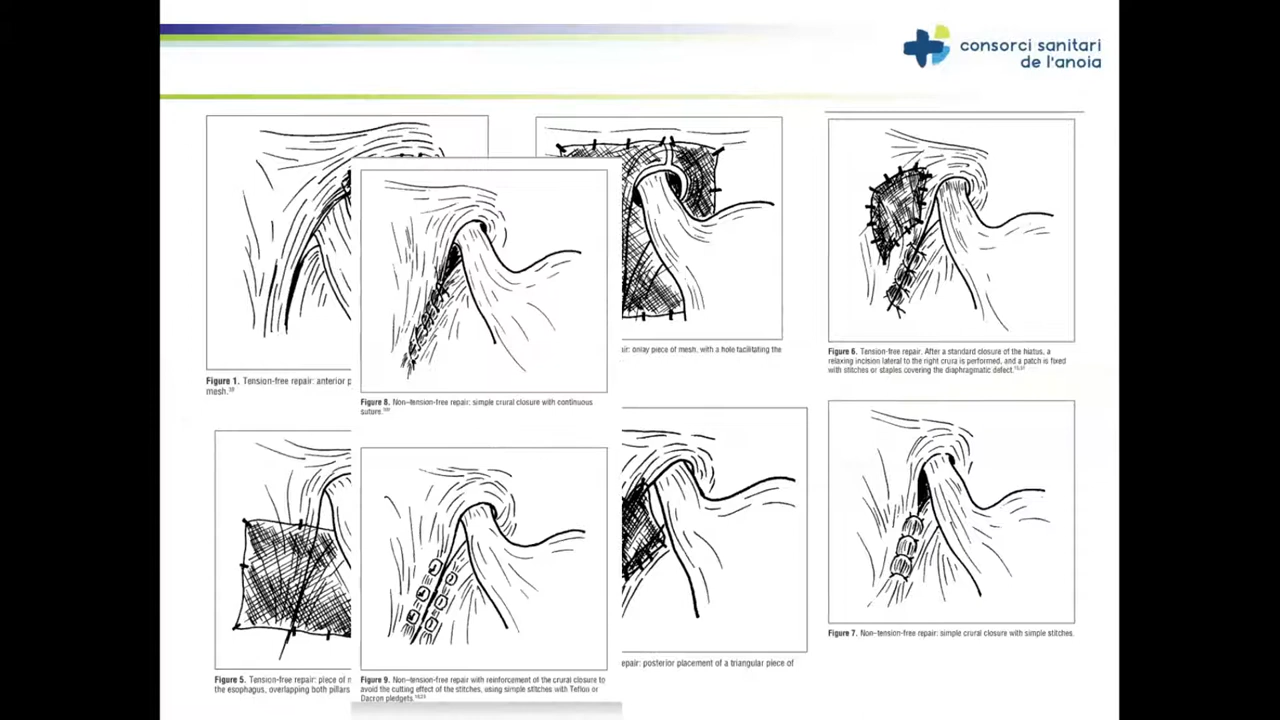 consorci sanitari
de l'anoia
Figure 1. Tension-free repair: anterior p
mesh.
Figure 8. Non–tension-free repair: simple crural closure with continuous
suture.
air: onlay piece of mesh, with a hole facilitating the
Figure 6. Tension-free repair. After a standard closure of the hiatus, a
relaxing incision lateral to the right crura is performed, and a patch is fixed
with stitches or staples covering the diaphragmatic defect.
Figure 5. Tension-free repair: piece of m
the esophagus, overlapping both pillars
Figure 9. Non–tension-free repair with reinforcement of the crural closure to
avoid the cutting effect of the stitches, using simple stitches with Teflon or
Dacron pledgets.
epair: posterior placement of a triangular piece of
Figure 7. Non–tension-free repair: simple crural closure with simple stitches.